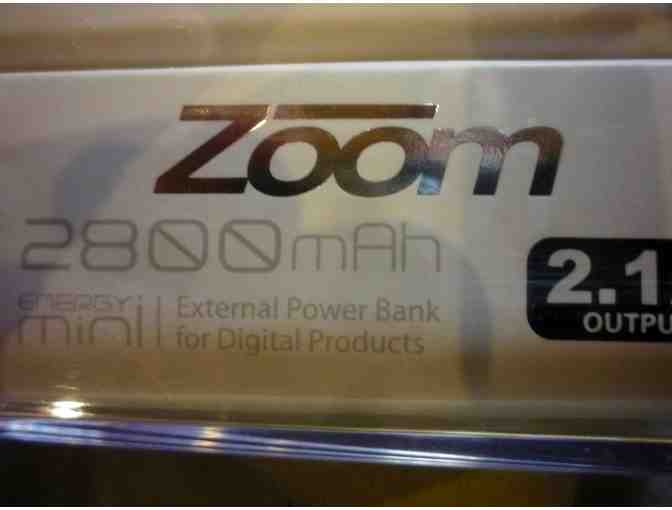 Zoom
2800mAh
ENERGY
mini
External Power Bank
for Digital Products
2.1
OUTPU